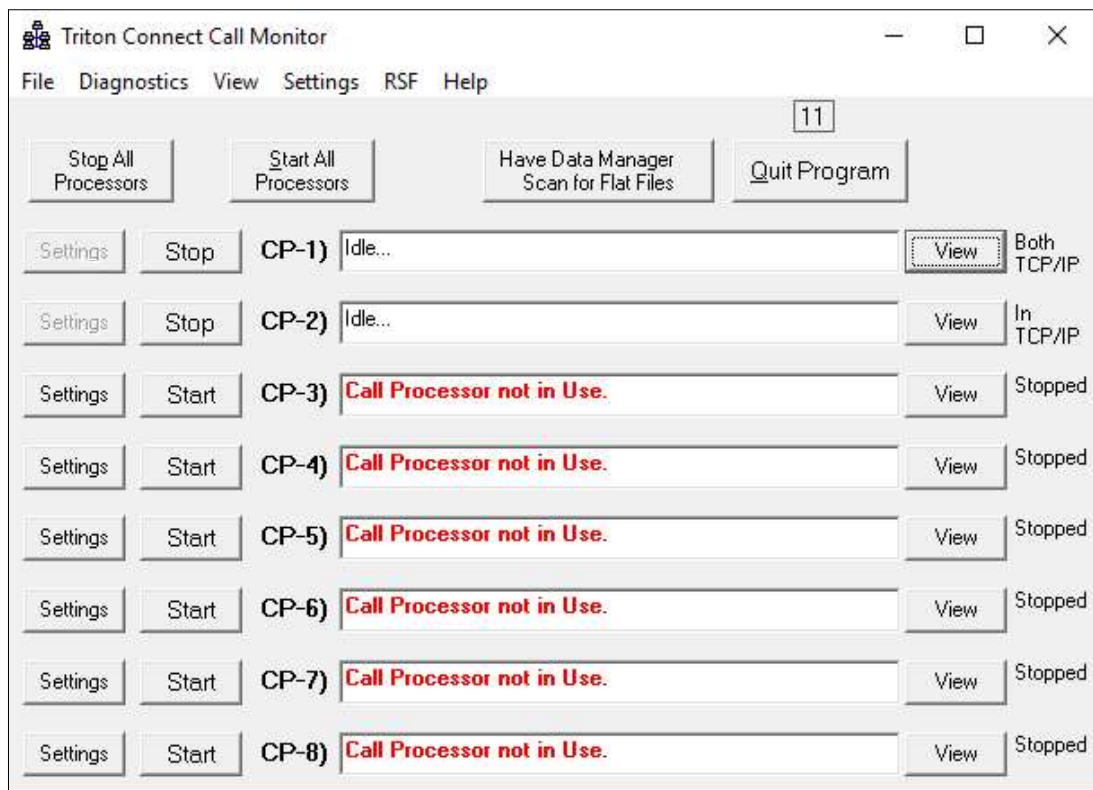 Triton Connect Call Monitor
File Diagnostics View Settings RSF Help
11
Stop All
Processors
Start All
Processors
Have Data Manager
Scan for Flat Files
Quit Program
Settings Stop CP-1) Idle... View Both
TCP/IP
Settings Stop CP-2) Idle... View In
TCP/IP
Settings Start CP-3) Call Processor not in Use. View Stopped
Settings Start CP-4) Call Processor not in Use. View Stopped
Settings Start CP-5) Call Processor not in Use. View Stopped
Settings Start CP-6) Call Processor not in Use. View Stopped
Settings Start CP-7) Call Processor not in Use. View Stopped
Settings Start CP-8) Call Processor not in Use. View Stopped